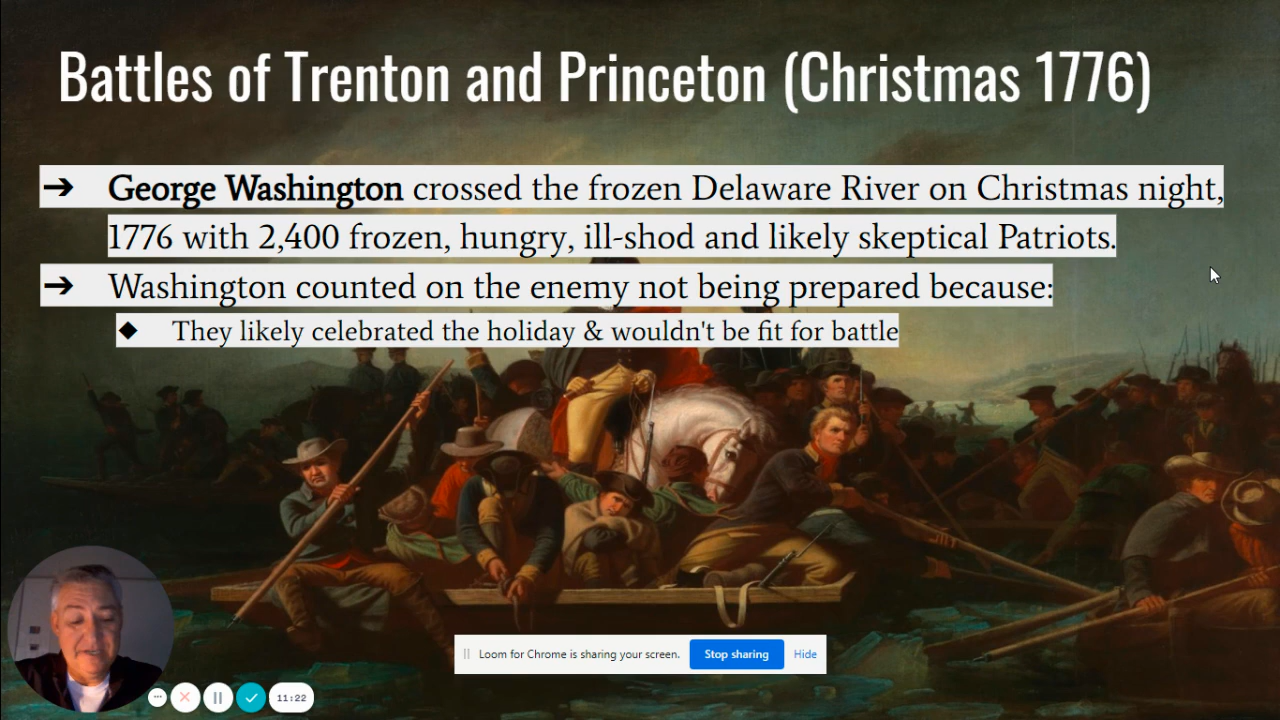 Battles of Trenton and Princeton (Christmas 1776)
➔ George Washington crossed the frozen Delaware River on Christmas night,
1776 with 2,400 frozen, hungry, ill-shod and likely skeptical Patriots.
➔ Washington counted on the enemy not being prepared because:
◆ They likely celebrated the holiday & wouldn't be fit for battle
Loom for Chrome is sharing your screen. Stop sharing Hide
11:22